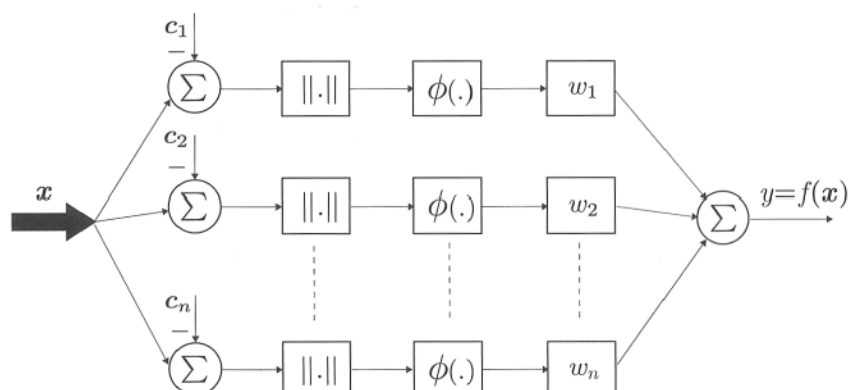 c₁
−
Σ ||.|| ϕ(.) w₁
c₂
−
x
Σ ||.|| ϕ(.) w₂ Σ y=f(x)
cₙ
−
Σ ||.|| ϕ(.) wₙ